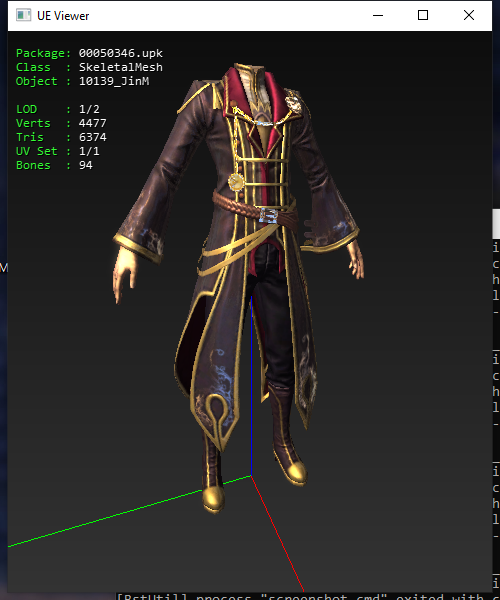 UE Viewer
Package: 00050346.upk
Class : SkeletalMesh
Object : 10139_JinM
LOD : 1/2
Verts : 4477
Tris : 6374
UV Set : 1/1
Bones : 94
M
i
c
h
l
-
i
c
h
l
-
i
c
h
l
-
i
[BstUtil] process "screenshot.cmd" exited with c